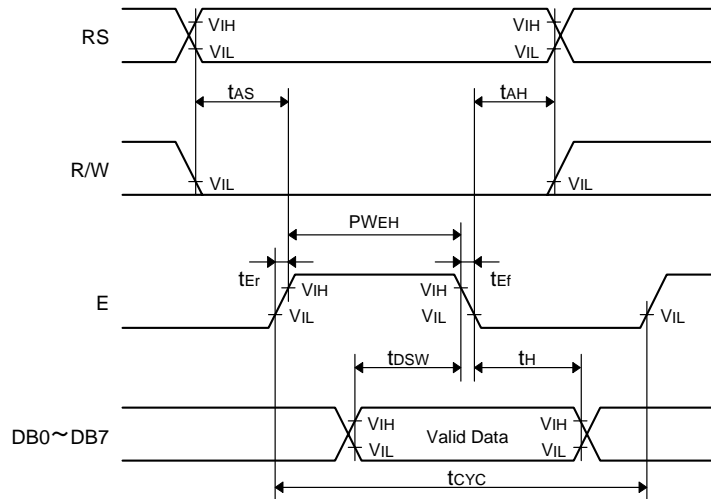 RS
VIH
VIH
VIL
VIL
tAS
tAH
R/W
VIL
VIL
PWEH
tEr
tEf
E
VIH
VIH
VIL
VIL
VIL
tDSW
tH
DB0～DB7
VIH
VIH
VIL
Valid Data
VIL
tCYC